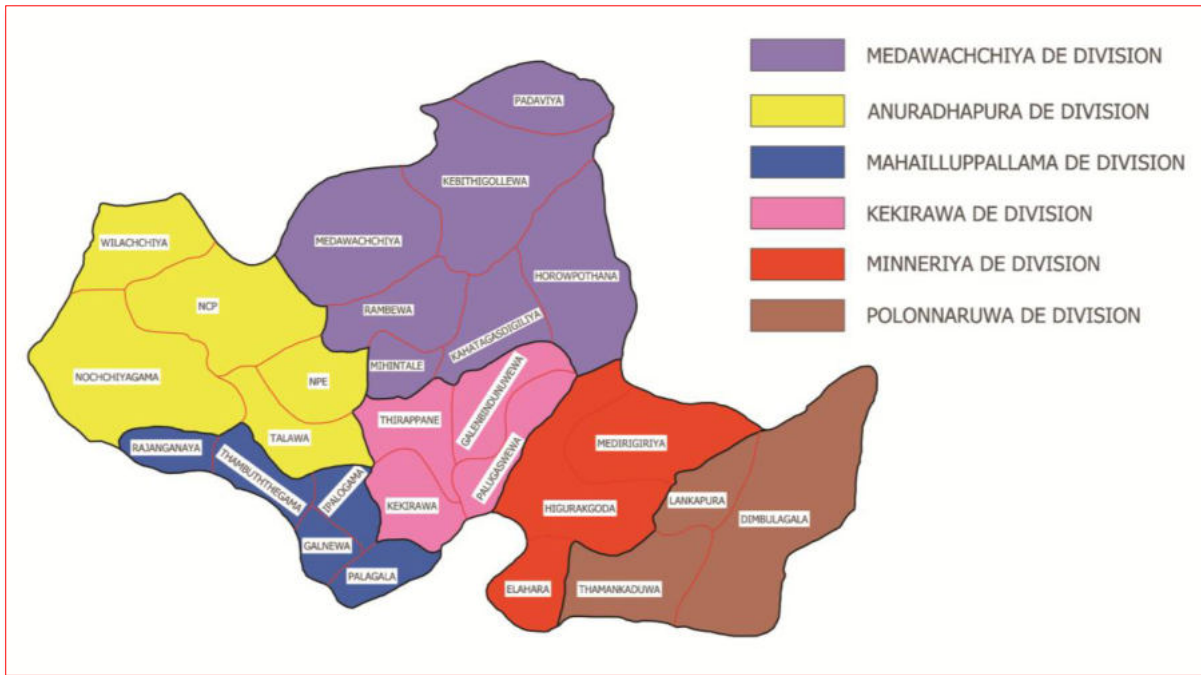 MEDAWACHCHIYA DE DIVISION
ANURADHAPURA DE DIVISION
MAHAILLUPPALLAMA DE DIVISION
KEKIRAWA DE DIVISION
MINNERIYA DE DIVISION
POLONNARUWA DE DIVISION
PADAVIYA
KEBITHIGOLLEWA
WILACHCHIYA
MEDAWACHCHIYA
HOROWPOTHANA
NCP
RAMBEWA
KAHATAGASDIGILIYA
MIHINTALE
NOCHCHIYAGAMA
NPE
GALENBINDUNUWEWA
THIRAPPANE
TALAWA
MEDIRIGIRIYA
RAJANGANAYA
THAMBUTHTHEGAMA
IPALOGAMA
PALUGASWEWA
KEKIRAWA
HIGURAKGODA
LANKAPURA
DIMBULAGALA
GALNEWA
PALAGALA
ELAHARA
THAMANKADUWA